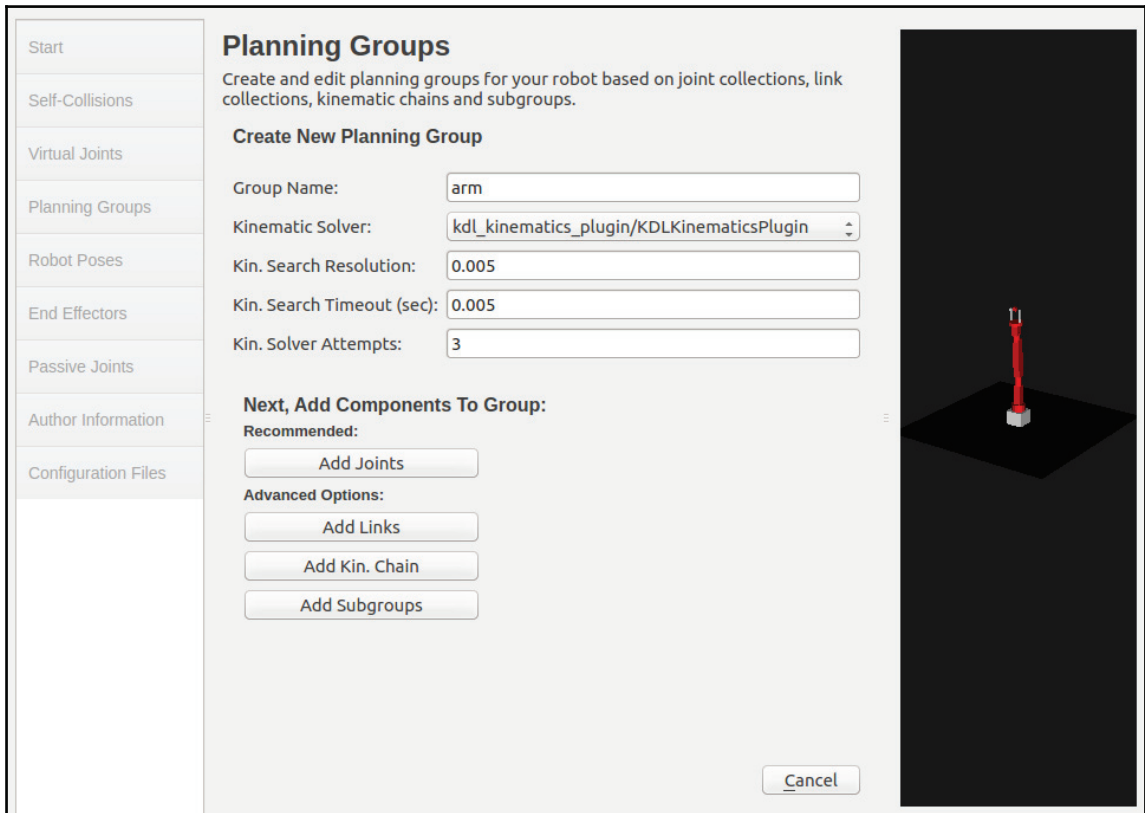 Start
Self-Collisions
Virtual Joints
Planning Groups
Robot Poses
End Effectors
Passive Joints
Author Information
Configuration Files
Planning Groups
Create and edit planning groups for your robot based on joint collections, link
collections, kinematic chains and subgroups.
Create New Planning Group
Group Name: arm
Kinematic Solver: kdl_kinematics_plugin/KDLKinematicsPlugin
Kin. Search Resolution: 0.005
Kin. Search Timeout (sec): 0.005
Kin. Solver Attempts: 3
Next, Add Components To Group:
Recommended:
Add Joints
Advanced Options:
Add Links
Add Kin. Chain
Add Subgroups
Cancel